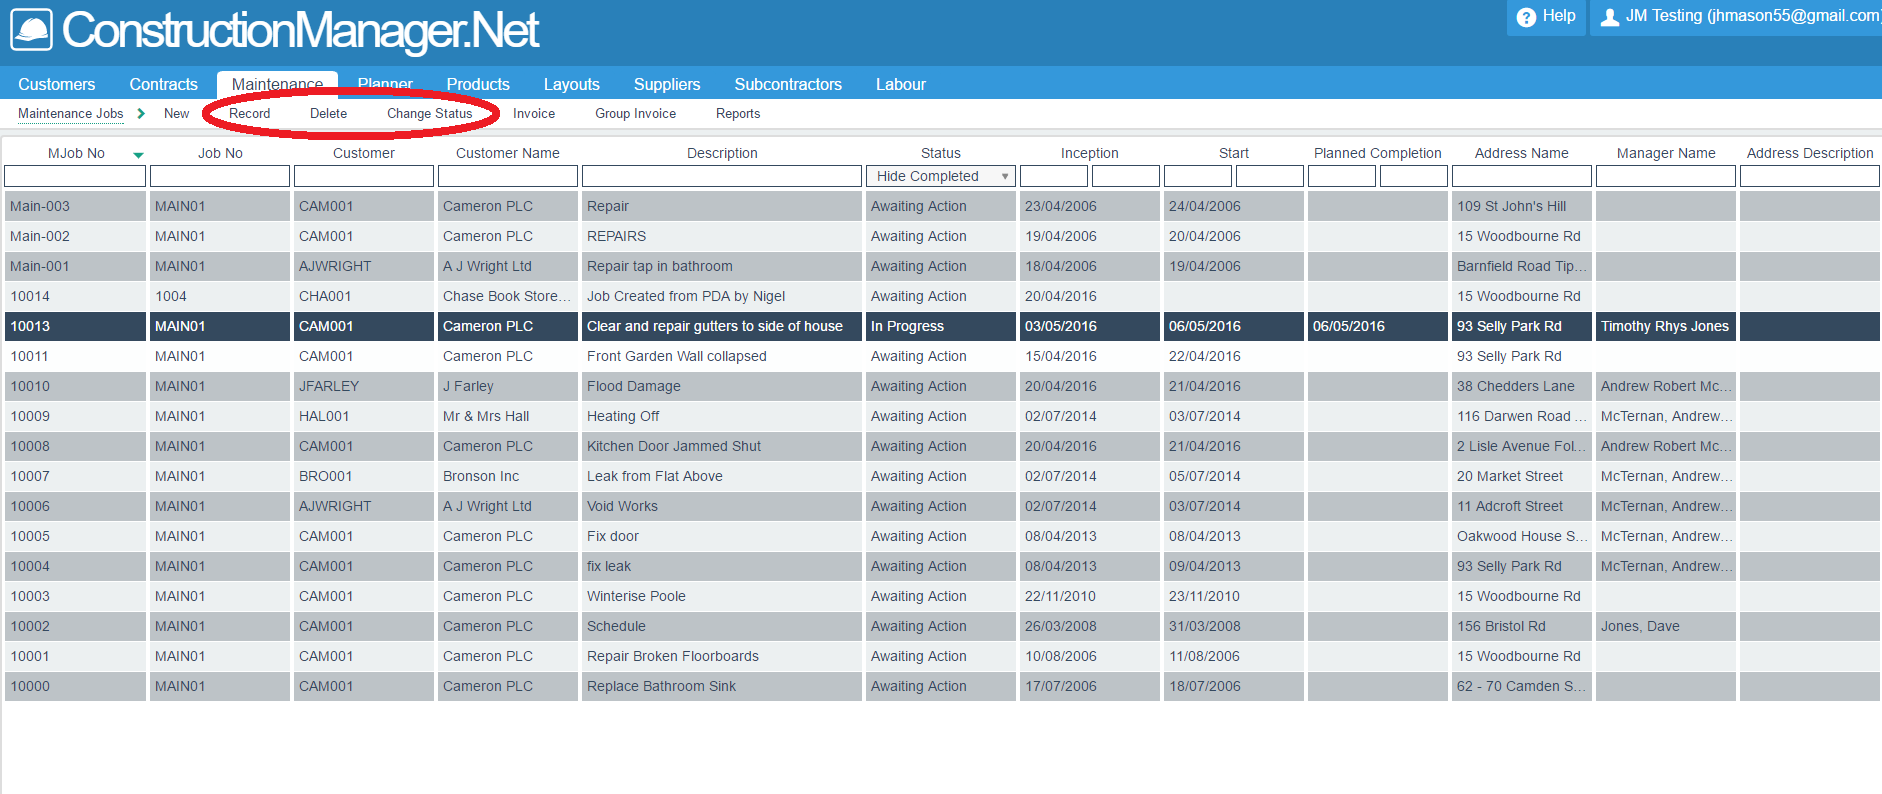 ConstructionManager.Net
Help
JM Testing (jhmason55@gmail.com)
Customers Contracts Maintenance Planner Products Layouts Suppliers Subcontractors Labour
Maintenance Jobs New Record Delete Change Status Invoice Group Invoice Reports
MJob No Job No Customer Customer Name Description Status Inception Start Planned Completion Address Name Manager Name Address Description
Hide Completed
Main-003 MAIN01 CAM001 Cameron PLC Repair Awaiting Action 23/04/2006 24/04/2006 109 St John's Hill
Main-002 MAIN01 CAM001 Cameron PLC REPAIRS Awaiting Action 19/04/2006 20/04/2006 15 Woodbourne Rd
Main-001 MAIN01 AJWRIGHT A J Wright Ltd Repair tap in bathroom Awaiting Action 18/04/2006 19/04/2006 Barnfield Road Tip...
10014 1004 CHA001 Chase Book Store... Job Created from PDA by Nigel Awaiting Action 20/04/2016 15 Woodbourne Rd
10013 MAIN01 CAM001 Cameron PLC Clear and repair gutters to side of house In Progress 03/05/2016 06/05/2016 06/05/2016 93 Selly Park Rd Timothy Rhys Jones
10011 MAIN01 CAM001 Cameron PLC Front Garden Wall collapsed Awaiting Action 15/04/2016 22/04/2016 93 Selly Park Rd
10010 MAIN01 JFARLEY J Farley Flood Damage Awaiting Action 20/04/2016 21/04/2016 38 Chedders Lane Andrew Robert Mc...
10009 MAIN01 HAL001 Mr & Mrs Hall Heating Off Awaiting Action 02/07/2014 03/07/2014 116 Darwen Road ... McTernan, Andrew...
10008 MAIN01 CAM001 Cameron PLC Kitchen Door Jammed Shut Awaiting Action 20/04/2016 21/04/2016 2 Lisle Avenue Fol... Andrew Robert Mc...
10007 MAIN01 BRO001 Bronson Inc Leak from Flat Above Awaiting Action 02/07/2014 05/07/2014 20 Market Street McTernan, Andrew...
10006 MAIN01 AJWRIGHT A J Wright Ltd Void Works Awaiting Action 02/07/2014 03/07/2014 11 Adcroft Street McTernan, Andrew...
10005 MAIN01 CAM001 Cameron PLC Fix door Awaiting Action 08/04/2013 08/04/2013 Oakwood House S... McTernan, Andrew...
10004 MAIN01 CAM001 Cameron PLC fix leak Awaiting Action 08/04/2013 09/04/2013 93 Selly Park Rd McTernan, Andrew...
10003 MAIN01 CAM001 Cameron PLC Winterise Poole Awaiting Action 22/11/2010 23/11/2010 15 Woodbourne Rd
10002 MAIN01 CAM001 Cameron PLC Schedule Awaiting Action 26/03/2008 31/03/2008 156 Bristol Rd Jones, Dave
10001 MAIN01 CAM001 Cameron PLC Repair Broken Floorboards Awaiting Action 10/08/2006 11/08/2006 15 Woodbourne Rd
10000 MAIN01 CAM001 Cameron PLC Replace Bathroom Sink Awaiting Action 17/07/2006 18/07/2006 62 - 70 Camden S...